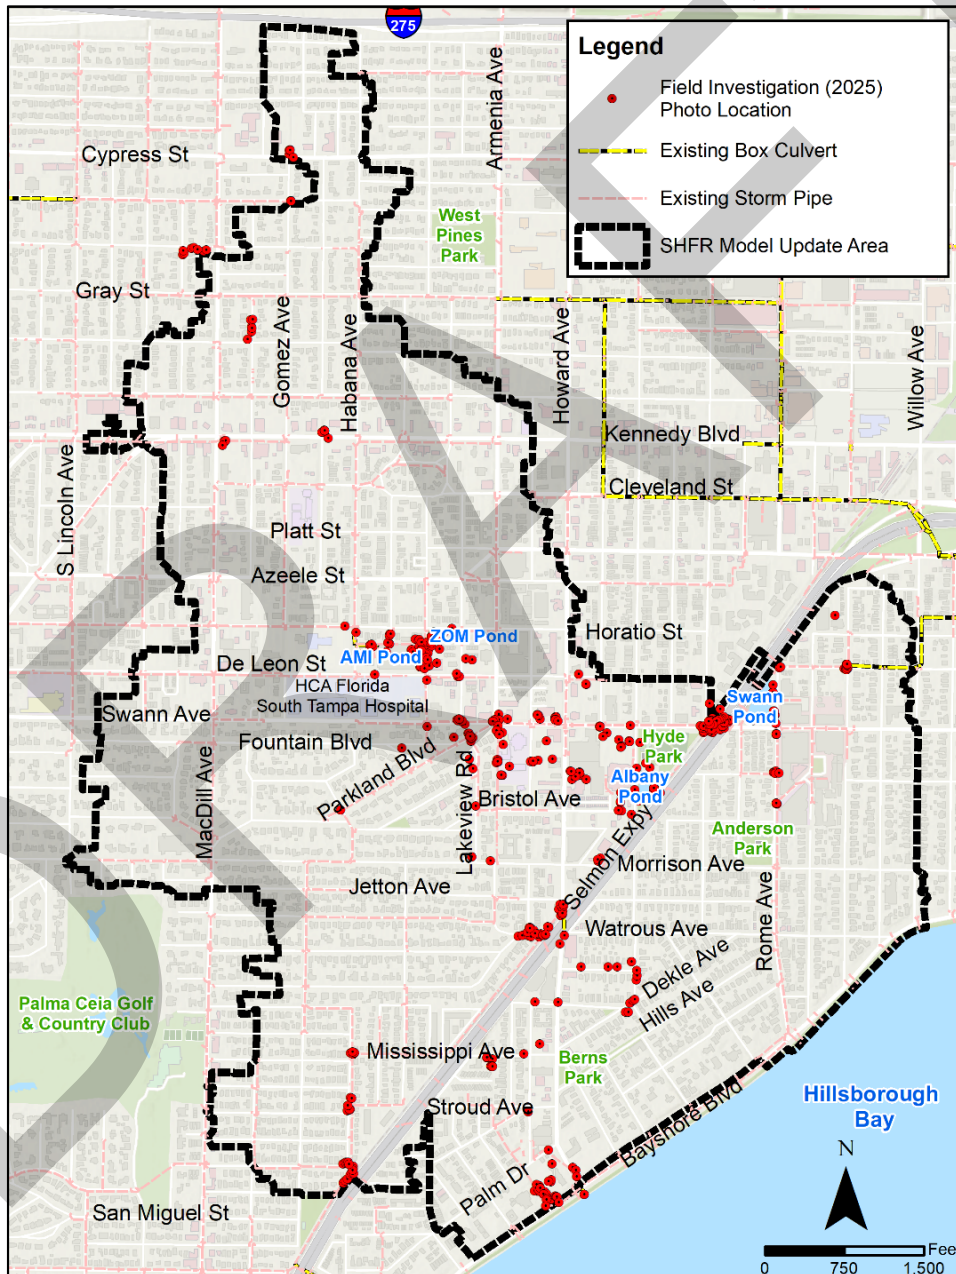 275
Legend
Field Investigation (2025)
Photo Location
Existing Box Culvert
Existing Storm Pipe
SHFR Model Update Area
Armenia Ave
Cypress St
West
Pines
Park
Gray St
Gomez Ave
Habana Ave
Howard Ave
Willow Ave
Kennedy Blvd
S Lincoln Ave
Cleveland St
Platt St
Azeele St
Horatio St
ZOM Pond
AMI Pond
De Leon St
HCA Florida
South Tampa Hospital
Swann Ave
Swann
Pond
Fountain Blvd
Hyde
Park
Parkland Blvd
MacDill Ave
Lakeview Rd
Albany
Pond
Bristol Ave
Selmon Expy
Anderson
Park
Morrison Ave
Jetton Ave
Rome Ave
Watrous Ave
Dekle Ave
Hills Ave
Palma Ceia Golf
& Country Club
Mississippi Ave
Berns
Park
Stroud Ave
Bayshore Blvd
Hillsborough
Bay
Palm Dr
San Miguel St
N
Fee
0 750 1,500
DRAFT